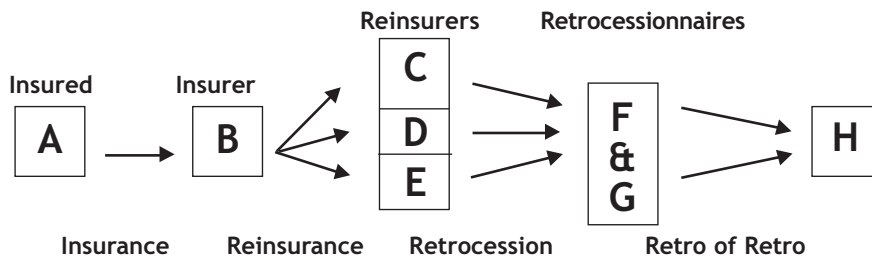 Reinsurers Retrocessionnaires
Insured Insurer
A
B
C
D
E
F
&
G
H
Insurance Reinsurance Retrocession Retro of Retro